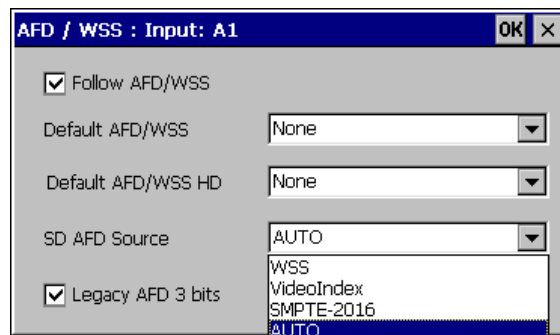 AFD / WSS : Input: A1 OK ×
Follow AFD/WSS
Default AFD/WSS None
Default AFD/WSS HD None
SD AFD Source AUTO
WSS
VideoIndex
Legacy AFD 3 bits
SMPTE-2016
AUTO